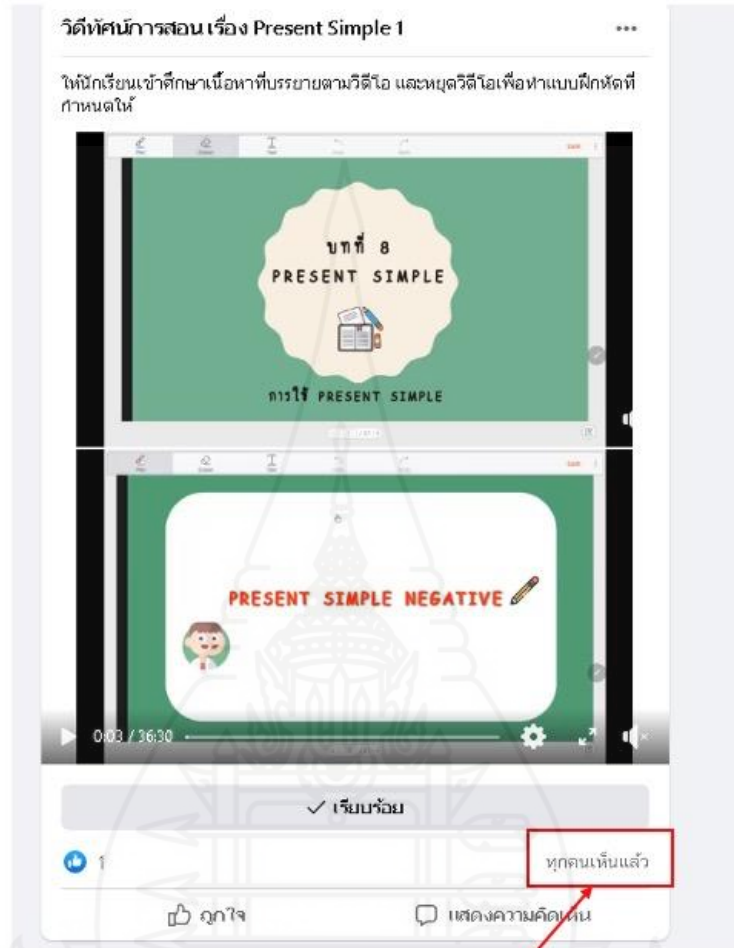 วิดีทัศน์การสอน เรื่อง Present Simple 1
ให้นักเรียนเข้าศึกษาเนื้อหาที่บรรยายตามวิดีโอ และหยุดวิดีโอเพื่อทำแบบฝึกหัดที่
กำหนดให้
บทที่ 8
PRESENT SIMPLE
การใช้ PRESENT SIMPLE
PRESENT SIMPLE NEGATIVE
0:03 / 36:30
เรียบร้อย
1
ทุกคนเห็นแล้ว
ถูกใจ
แสดงความคิดเห็น